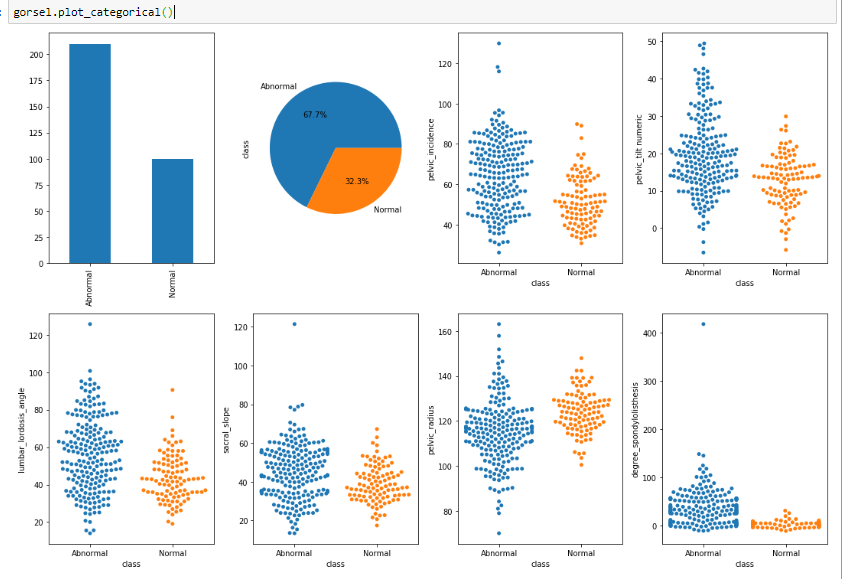 : gorsel.plot_categorical()
200
175
150
125
100
75
50
25
0
Abnormal
Normal
class
Abnormal
67.7%
32.3%
Normal
pelvic_incidence
120
100
80
60
40
Abnormal Normal
class
pelvic_tilt numeric
50
40
30
20
10
0
Abnormal Normal
class
lumbar_lordosis_angle
120
100
80
60
40
20
Abnormal Normal
class
sacral_slope
120
100
80
60
40
20
Abnormal Normal
class
pelvic_radius
160
140
120
100
80
Abnormal Normal
class
degree_spondylolisthesis
400
300
200
100
0
Abnormal Normal
class